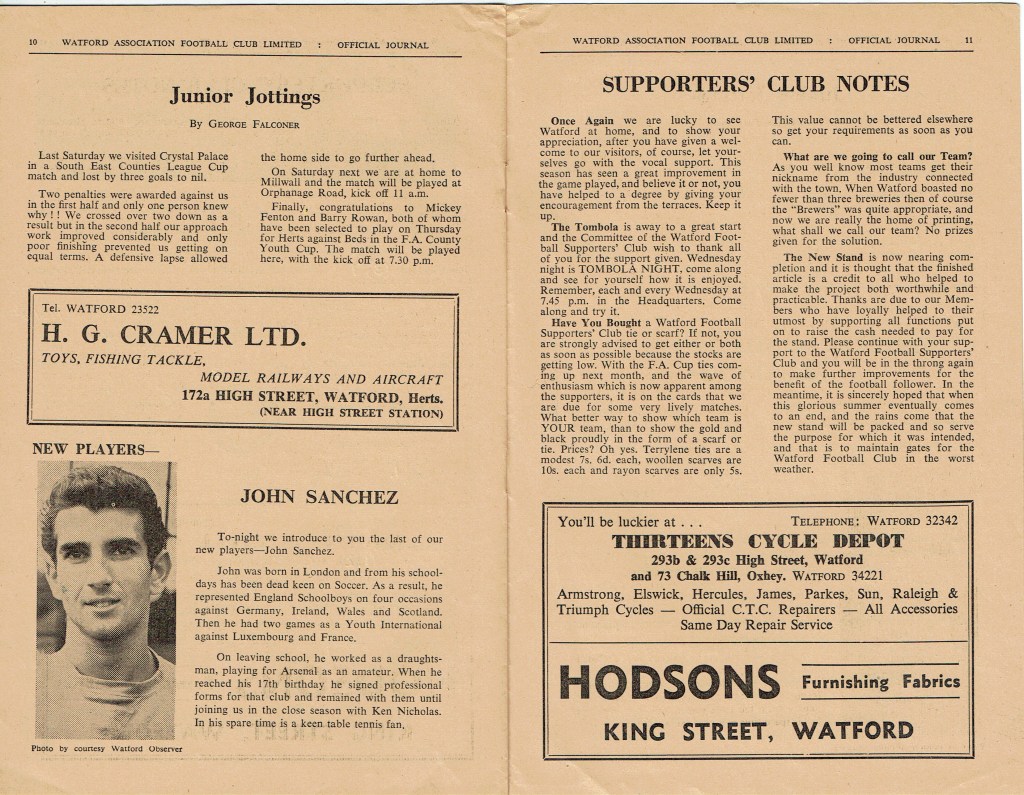 10 WATFORD ASSOCIATION FOOTBALL CLUB LIMITED : OFFICIAL JOURNAL
Junior Jottings
By GEORGE FALCONER
Last Saturday we visited Crystal Palace
in a South East Counties League Cup
match and lost by three goals to nil.
Two penalties were awarded against us
in the first half and only one person knew
why ! ! We crossed over two down as a
result but in the second half our approach
work improved considerably and only
poor finishing prevented us getting on
equal terms. A defensive lapse allowed
the home side to go further ahead.
On Saturday next we are at home to
Millwall and the match will be played at
Orphanage Road, kick off 11 a.m.
Finally, congratulations to Mickey
Fenton and Barry Rowan, both of whom
have been selected to play on Thursday
for Herts against Beds in the F.A. County
Youth Cup. The match will be played
here, with the kick off at 7.30 p.m.
Tel. WATFORD 23522
H. G. CRAMER LTD.
TOYS, FISHING TACKLE,
MODEL RAILWAYS AND AIRCRAFT
172a HIGH STREET, WATFORD, Herts.
(NEAR HIGH STREET STATION)
NEW PLAYERS—
JOHN SANCHEZ
To-night we introduce to you the last of our
new players—John Sanchez.
John was born in London and from his school-
days has been dead keen on Soccer. As a result, he
represented England Schoolboys on four occasions
against Germany, Ireland, Wales and Scotland.
Then he had two games as a Youth International
against Luxembourg and France.
On leaving school, he worked as a draughts-
man, playing for Arsenal as an amateur. When he
reached his 17th birthday he signed professional
forms for that club and remained with them until
joining us in the close season with Ken Nicholas.
In his spare time is a keen table tennis fan.
Photo by courtesy Watford Observer
WATFORD ASSOCIATION FOOTBALL CLUB LIMITED : OFFICIAL JOURNAL 11
SUPPORTERS' CLUB NOTES
Once Again we are lucky to see
Watford at home, and to show your
appreciation, after you have given a wel-
come to our visitors, of course, let your-
selves go with the vocal support. This
season has seen a great improvement in
the game played, and believe it or not, you
have helped to a degree by giving your
encouragement from the terraces. Keep it
up.
The Tombola is away to a great start
and the Committee of the Watford Foot-
ball Supporters' Club wish to thank all
of you for the support given. Wednesday
night is TOMBOLA NIGHT, come along
and see for yourself how it is enjoyed.
Remember, each and every Wednesday at
7.45 p.m. in the Headquarters. Come
along and try it.
Have You Bought a Watford Football
Supporters' Club tie or scarf? If not, you
are strongly advised to get either or both
as soon as possible because the stocks are
getting low. With the F.A. Cup ties com-
ing up next month, and the wave of
enthusiasm which is now apparent among
the supporters, it is on the cards that we
are due for some very lively matches.
What better way to show which team is
YOUR team, than to show the gold and
black proudly in the form of a scarf or
tie. Prices? Oh yes. Terrylene ties are a
modest 7s. 6d. each, woollen scarves are
10s. each and rayon scarves are only 5s.
This value cannot be bettered elsewhere
so get your requirements as soon as you
can.
What are we going to call our Team?
As you well know most teams get their
nickname from the industry connected
with the town. When Watford boasted no
fewer than three breweries then of course
the "Brewers" was quite appropriate, and
now we are really the home of printing,
what shall we call our team? No prizes
given for the solution.
The New Stand is now nearing com-
pletion and it is thought that the finished
article is a credit to all who helped to
make the project both worthwhile and
practicable. Thanks are due to our Mem-
bers who have loyally helped to their
utmost by supporting all functions put
on to raise the cash needed to pay for
the stand. Please continue with your sup-
port to the Watford Football Supporters'
Club and you will be in the throng again
to make further improvements for the
benefit of the football follower. In the
meantime, it is sincerely hoped that when
this glorious summer eventually comes
to an end, and the rains come that the
new stand will be packed and so serve
the purpose for which it was intended,
and that is to maintain gates for the
Watford Football Club in the worst
weather.
You'll be luckier at . . . TELEPHONE: WATFORD 32342
THIRTEENS CYCLE DEPOT
293b & 293c High Street, Watford
and 73 Chalk Hill, Oxhey. WATFORD 34221
Armstrong, Elswick, Hercules, James, Parkes, Sun, Raleigh &
Triumph Cycles — Official C.T.C. Repairers — All Accessories
Same Day Repair Service
HODSONS Furnishing Fabrics
KING STREET, WATFORD